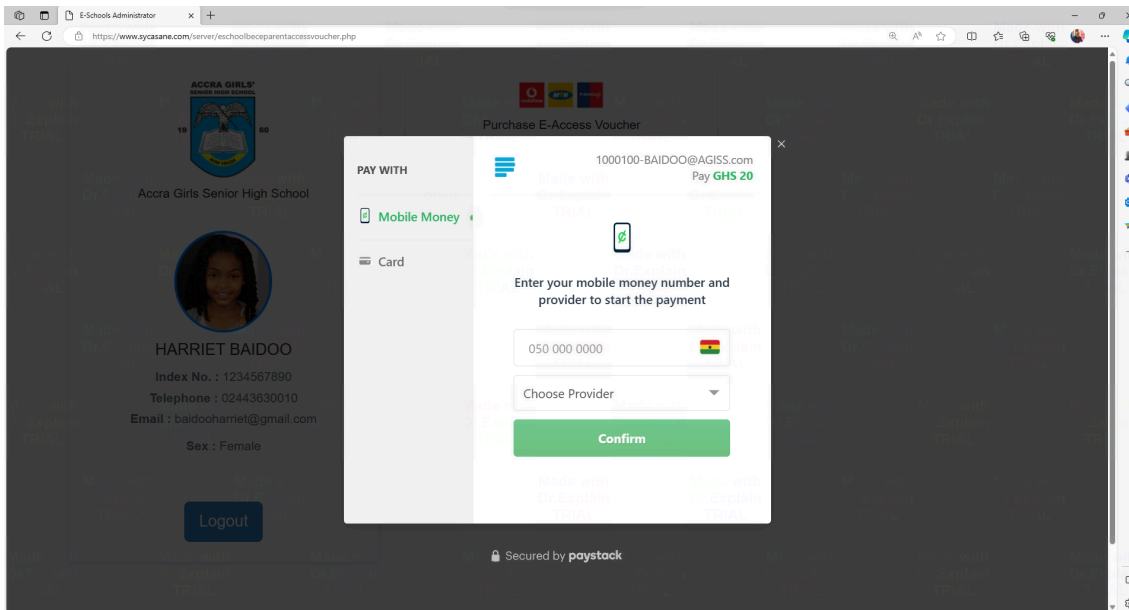 E-Schools Administrator
https://www.sycasane.com/server/eschoolbeceparentaccessvoucher.php
ACCRA GIRLS'
SENIOR HIGH SCHOOL
19 60
Accra Girls Senior High School
HARRIET BAIDOO
Index No. : 1234567890
Telephone : 02443630010
Email : baidooharriet@gmail.com
Sex : Female
Logout
Purchase E-Access Voucher
PAY WITH
Mobile Money
Card
1000100-BAIDOO@AGISS.com
Pay GHS 20
Enter your mobile money number and
provider to start the payment
050 000 0000
Choose Provider
Confirm
Secured by paystack
Made with
Dr.Explain
TRIAL